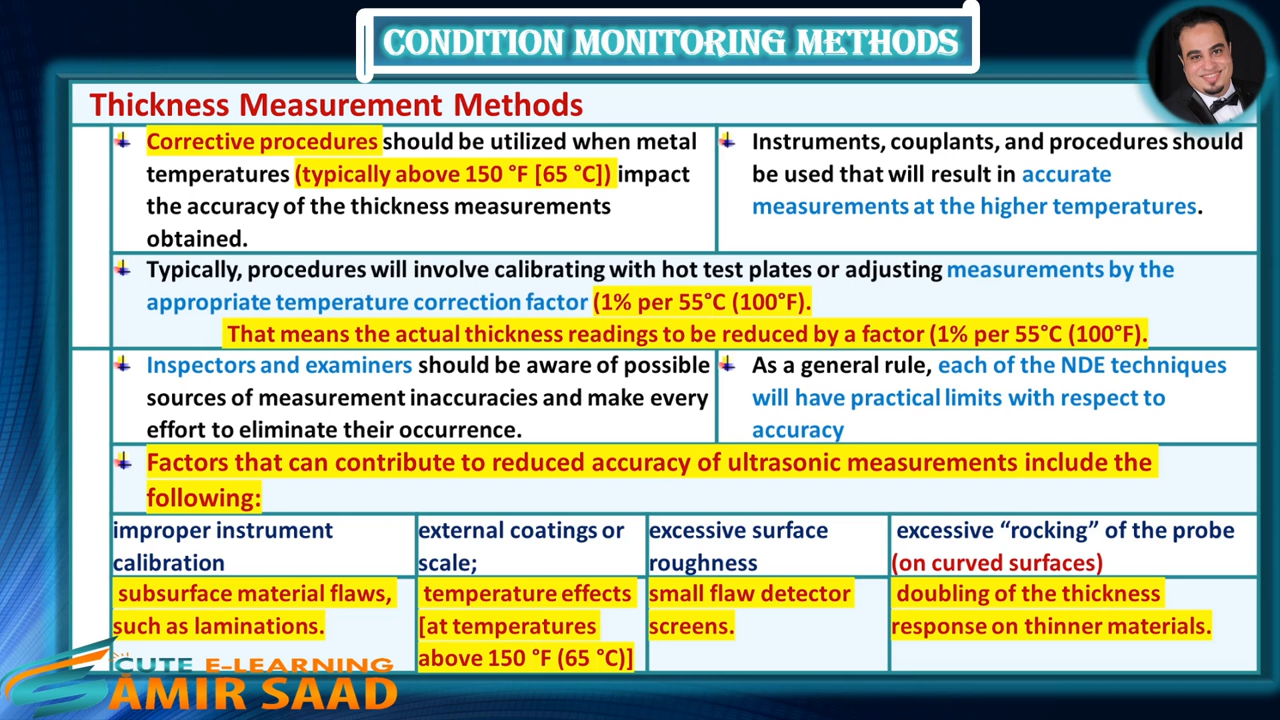 CONDITION MONITORING METHODS
Thickness Measurement Methods
Corrective procedures should be utilized when metal
temperatures (typically above 150 °F [65 °C]) impact
the accuracy of the thickness measurements
obtained.
Instruments, couplants, and procedures should
be used that will result in accurate
measurements at the higher temperatures.
Typically, procedures will involve calibrating with hot test plates or adjusting measurements by the
appropriate temperature correction factor (1% per 55°C (100°F).
That means the actual thickness readings to be reduced by a factor (1% per 55°C (100°F).
Inspectors and examiners should be aware of possible
sources of measurement inaccuracies and make every
effort to eliminate their occurrence.
As a general rule, each of the NDE techniques
will have practical limits with respect to
accuracy
Factors that can contribute to reduced accuracy of ultrasonic measurements include the
following:
improper instrument
calibration
external coatings or
scale;
excessive surface
roughness
excessive “rocking” of the probe
(on curved surfaces)
subsurface material flaws,
such as laminations.
temperature effects
[at temperatures
above 150 °F (65 °C)]
small flaw detector
screens.
doubling of the thickness
response on thinner materials.
CUTE E-LEARNING
AMIR SAAD